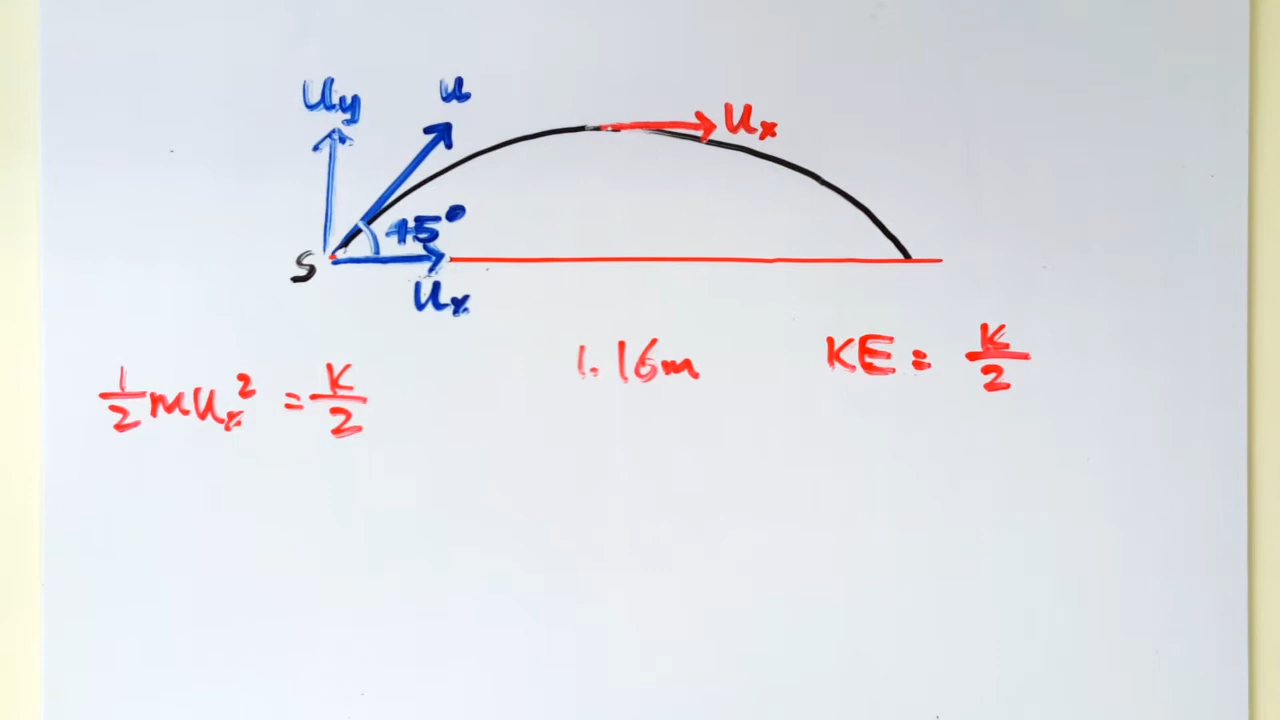 Uy u
Ux
45°
S
Ux
1.16m KE = K/2
1/2 mUx² = K/2